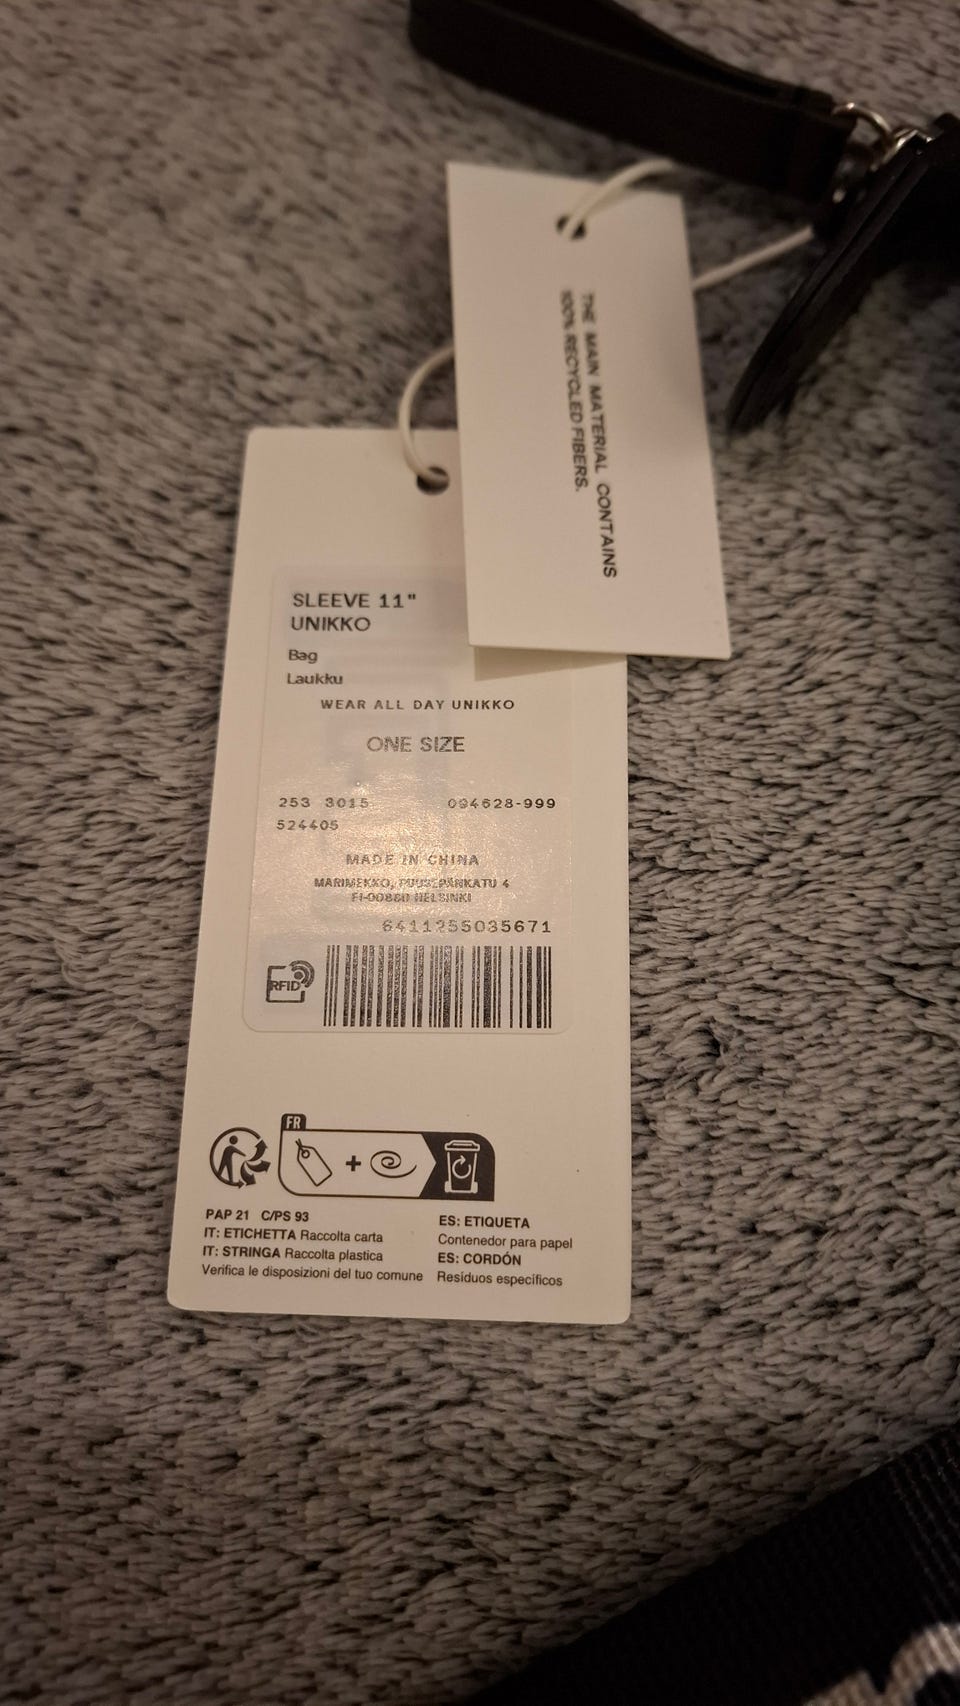 THE MAIN MATERIAL CONTAINS
100% RECYCLED FIBERS.
SLEEVE 11"
UNIKKO
Bag
Laukku
WEAR ALL DAY UNIKKO
ONE SIZE
253 3015 094628-999
524405
MADE IN CHINA
MARIMEKKO, PUUSEPÄNKATU 4
FI-00880 HELSINKI
6411255035671
RFID
FR
PAP 21 C/PS 93
IT: ETICHETTA Raccolta carta
IT: STRINGA Raccolta plastica
Verifica le disposizioni del tuo comune
ES: ETIQUETA
Contenedor para papel
ES: CORDÓN
Residuos específicos